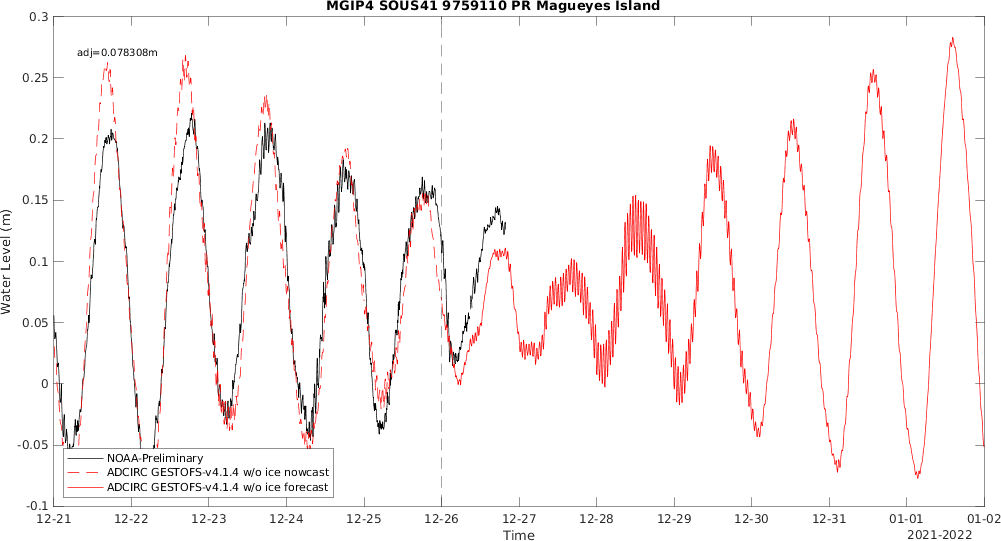 MGIP4 SOUS41 9759110 PR Magueyes Island
0.3
0.25
0.2
0.15
0.1
0.05
0
-0.05
-0.1
Water Level (m)
adj=0.078308m
NOAA-Preliminary
ADCIRC GESTOFS-v4.1.4 w/o ice nowcast
ADCIRC GESTOFS-v4.1.4 w/o ice forecast
12-21 12-22 12-23 12-24 12-25 12-26 12-27 12-28 12-29 12-30 12-31 01-01 01-02
Time
2021-2022